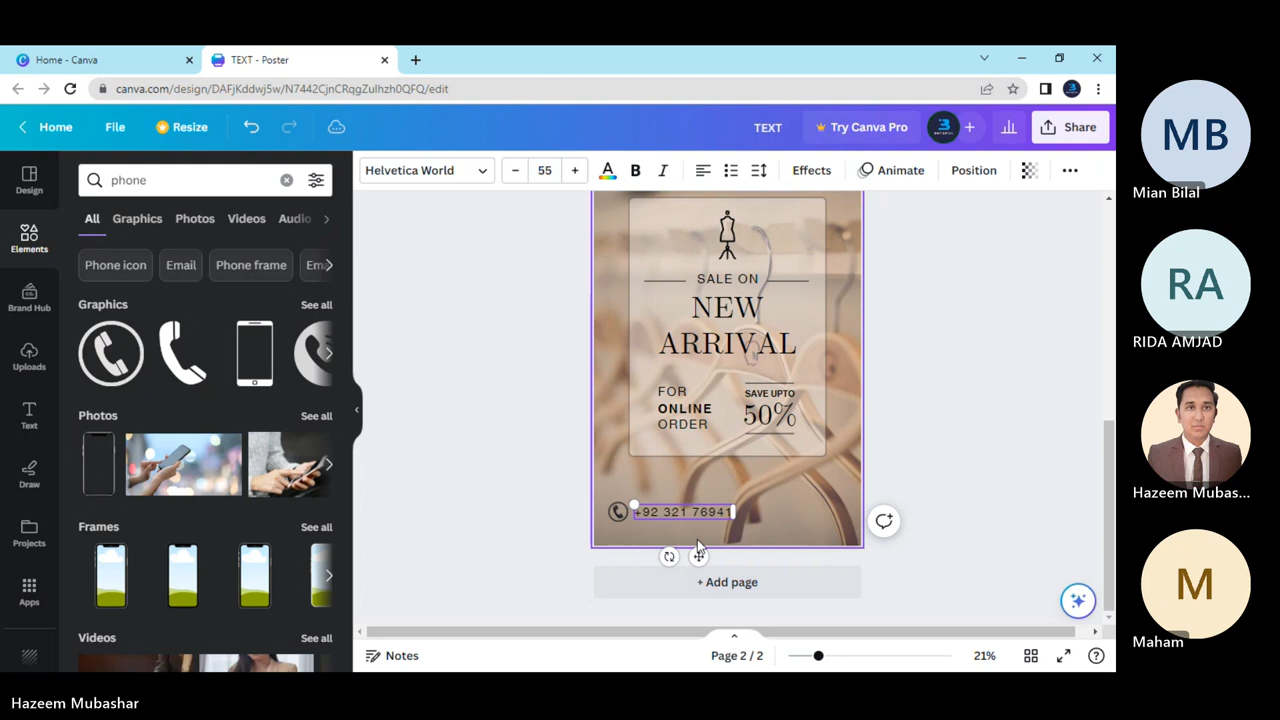 Home - Canva
TEXT - Poster
canva.com/design/DAFjKddwj5w/N7442CjnCRqgZuIhzh0QFQ/edit
Home
File
Resize
TEXT
Try Canva Pro
Share
Design
Elements
Brand Hub
Uploads
Text
Draw
Projects
Apps
phone
All
Graphics
Photos
Videos
Audio
Phone icon
Email
Phone frame
Graphics
See all
Photos
See all
Frames
See all
Videos
See all
Helvetica World
55
A
B
I
Effects
Animate
Position
SALE ON
NEW
ARRIVAL
FOR
ONLINE
ORDER
SAVE UPTO
50%
+92 321 76941
+ Add page
Notes
Page 2 / 2
21%
MB
Mian Bilal
RA
RIDA AMJAD
Hazeem Mubas...
M
Maham
Hazeem Mubashar